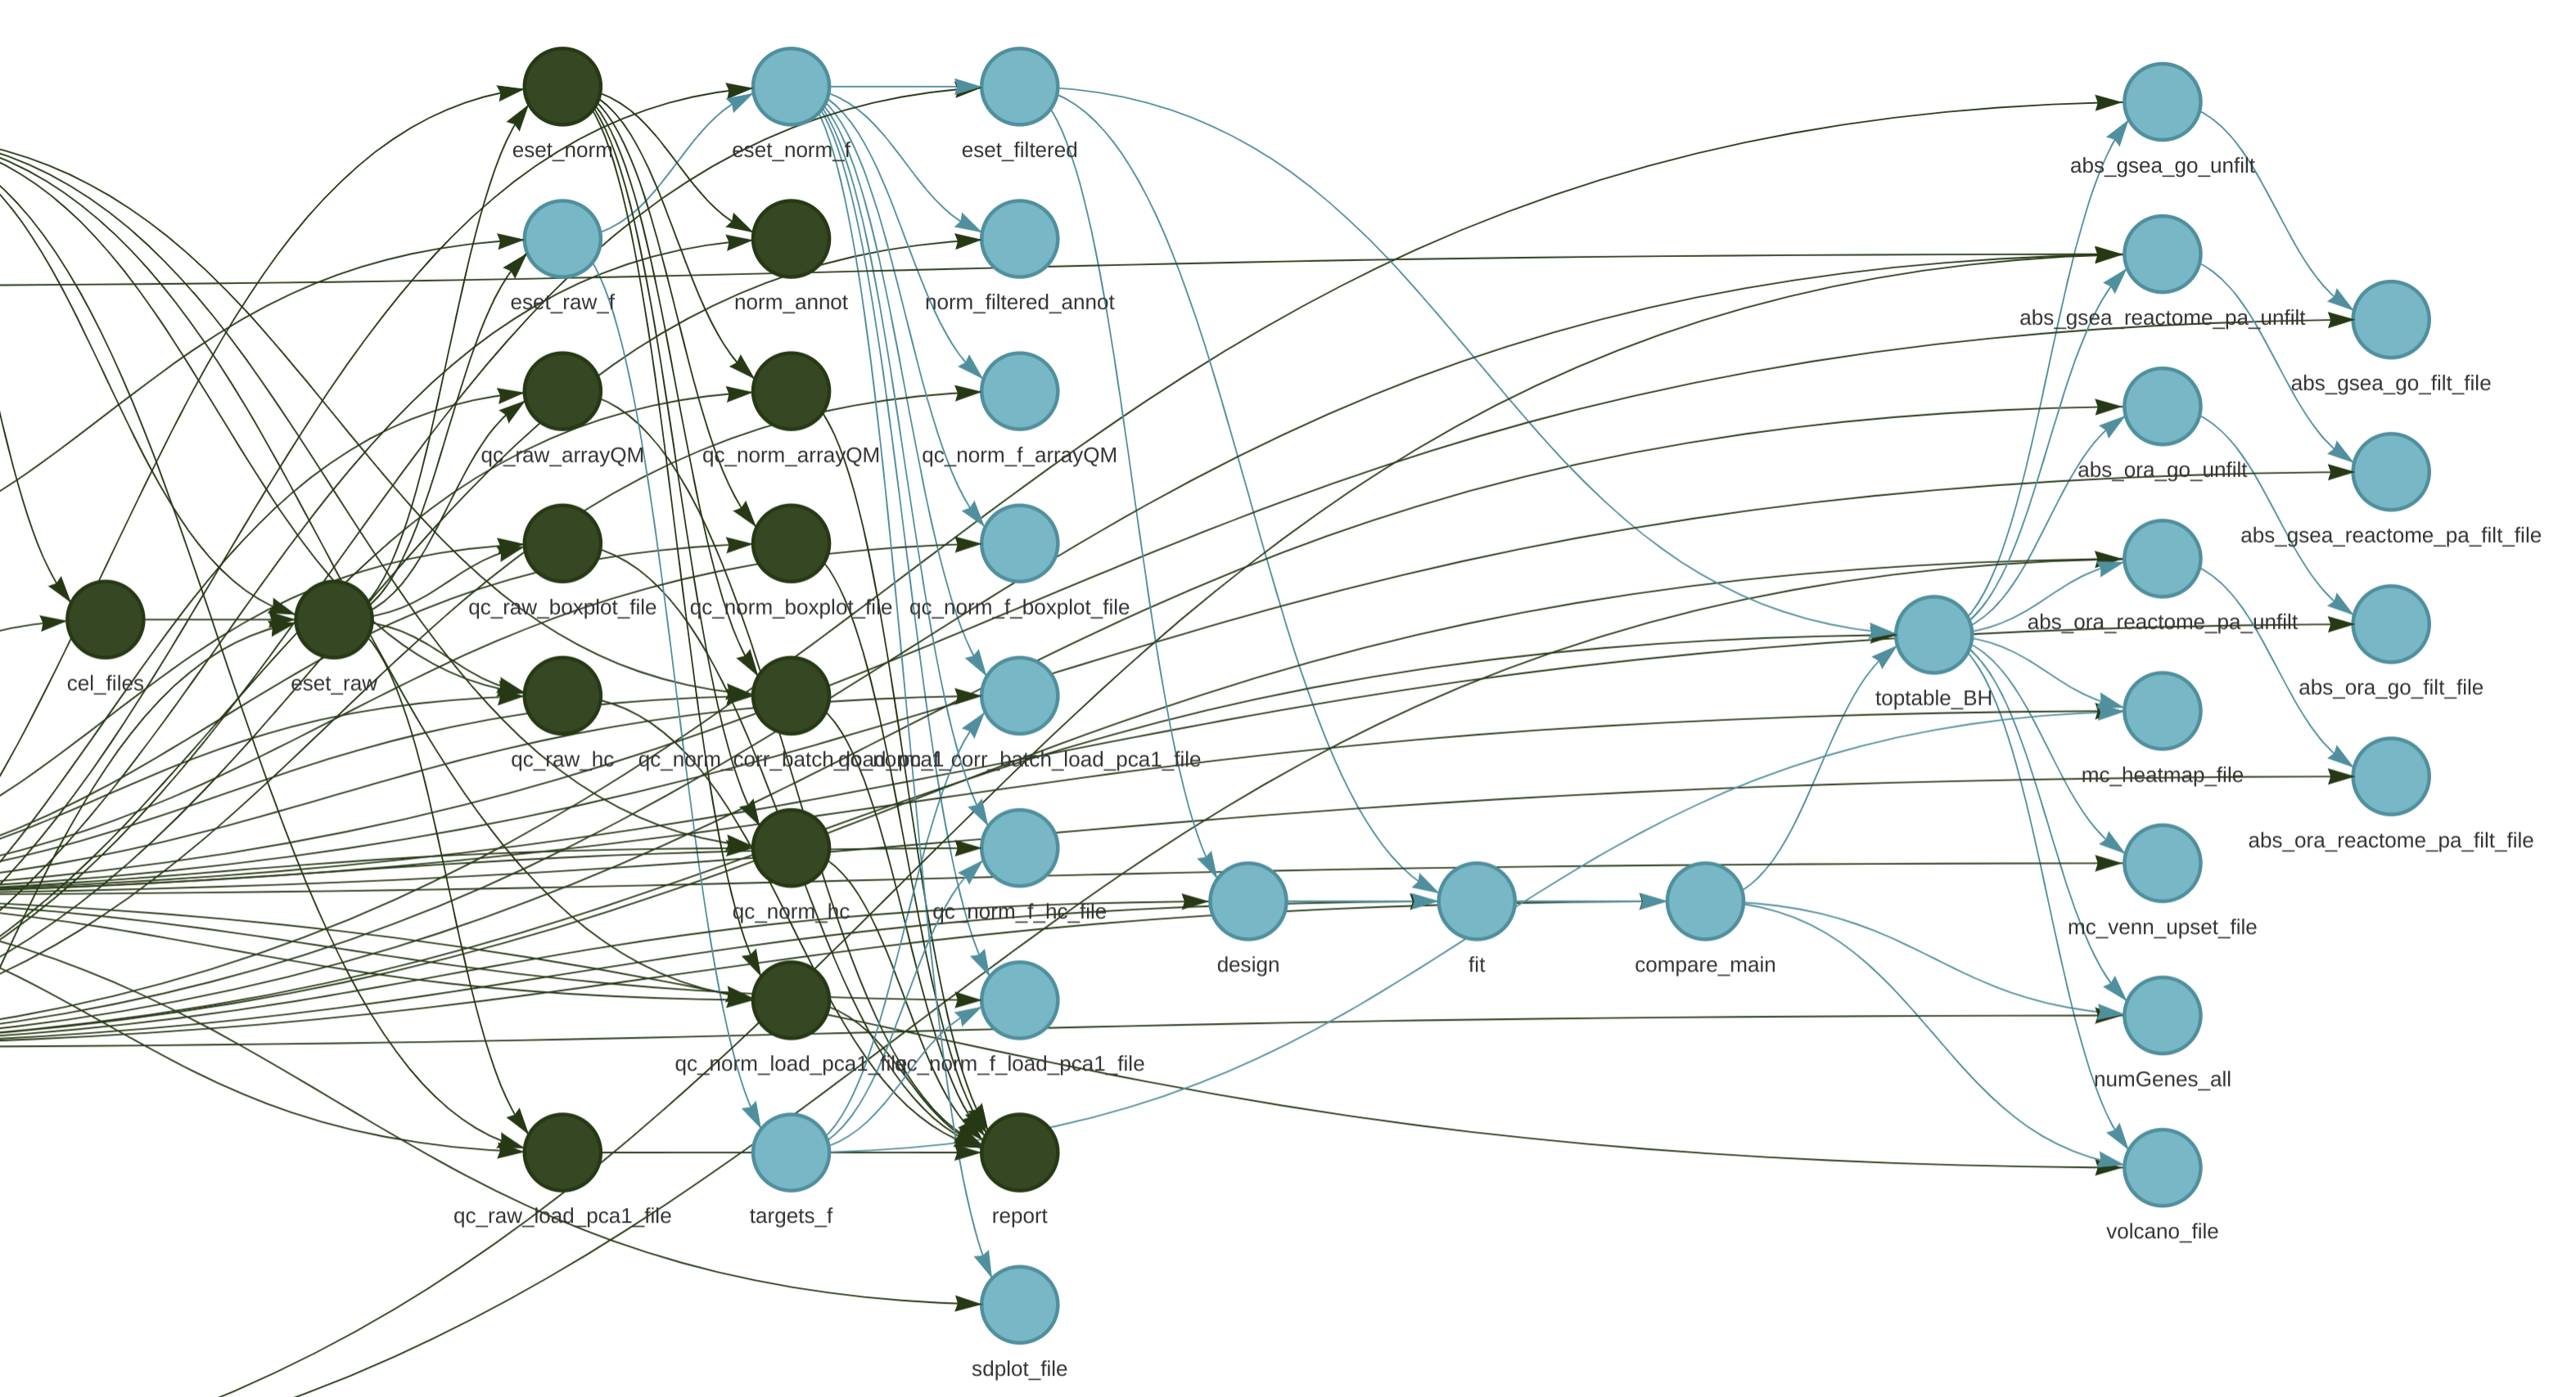 eset_norm
eset_norm_f
eset_filtered
abs_gsea_go_unfilt
eset_raw_f
norm_annot
norm_filtered_annot
abs_gsea_reactome_pa_unfilt
abs_gsea_go_filt_file
qc_raw_arrayQM
qc_norm_arrayQM
qc_norm_f_arrayQM
abs_ora_go_unfilt
abs_gsea_reactome_pa_filt_file
qc_raw_boxplot_file
qc_norm_boxplot_file
qc_norm_f_boxplot_file
abs_ora_reactome_pa_unfilt
cel_files
eset_raw
toptable_BH
abs_ora_go_filt_file
qc_raw_hc
mc_heatmap_file
abs_ora_reactome_pa_filt_file
qc_norm_hc
qc_norm_f_hc_file
mc_venn_upset_file
design
fit
compare_main
qc_norm_load_pca1_file
qc_norm_f_load_pca1_file
numGenes_all
qc_raw_load_pca1_file
targets_f
report
volcano_file
sdplot_file